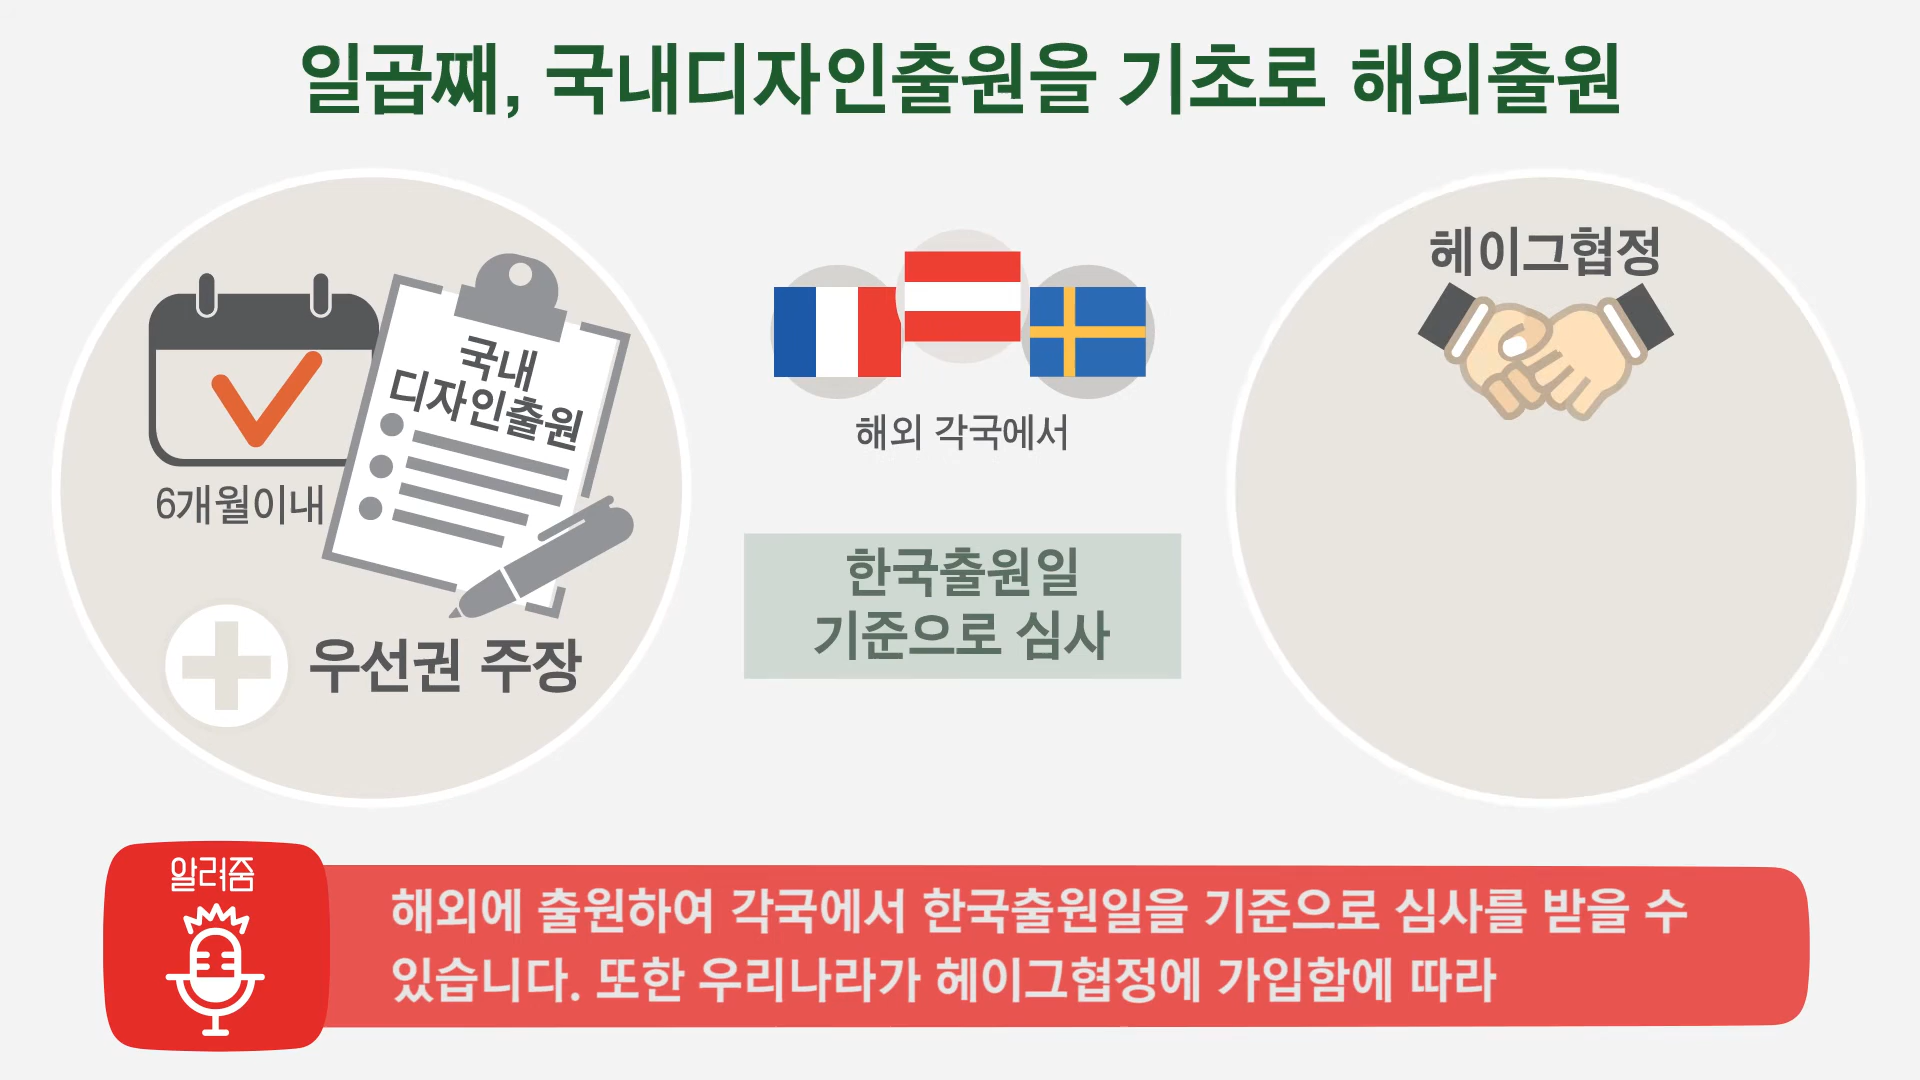 일곱째, 국내디자인출원을 기초로 해외출원
국내
디자인출원
6개월이내
우선권 주장
해외 각국에서
한국출원일
기준으로 심사
헤이그협정
알려줌
해외에 출원하여 각국에서 한국출원일을 기준으로 심사를 받을 수
있습니다. 또한 우리나라가 헤이그협정에 가입함에 따라